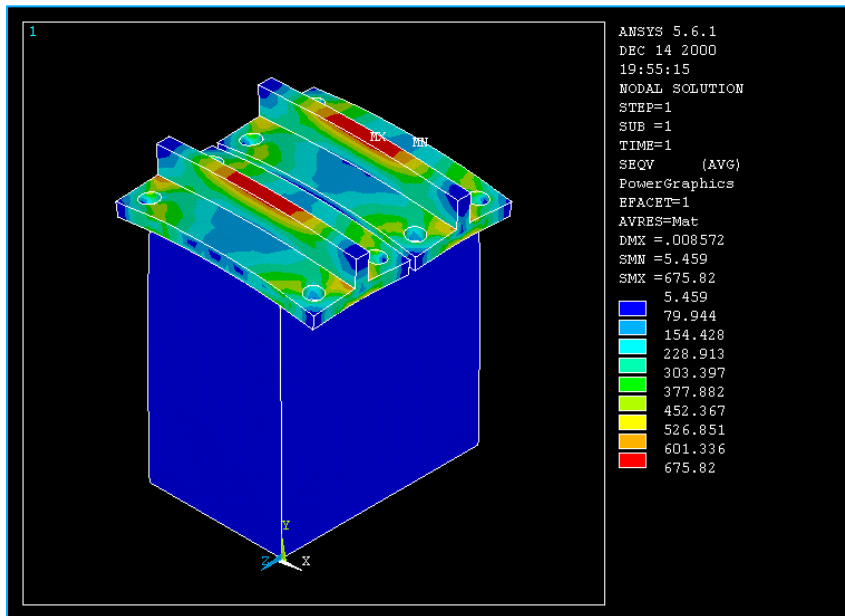 1
ANSYS 5.6.1
DEC 14 2000
19:55:15
NODAL SOLUTION
STEP=1
SUB =1
TIME=1
SEQV (AVG)
PowerGraphics
EFACET=1
AVRES=Mat
DMX =.008572
SMN =5.459
SMX =675.82
5.459
79.944
154.428
228.913
303.397
377.882
452.367
526.851
601.336
675.82
MX
MN
Y
Z
X